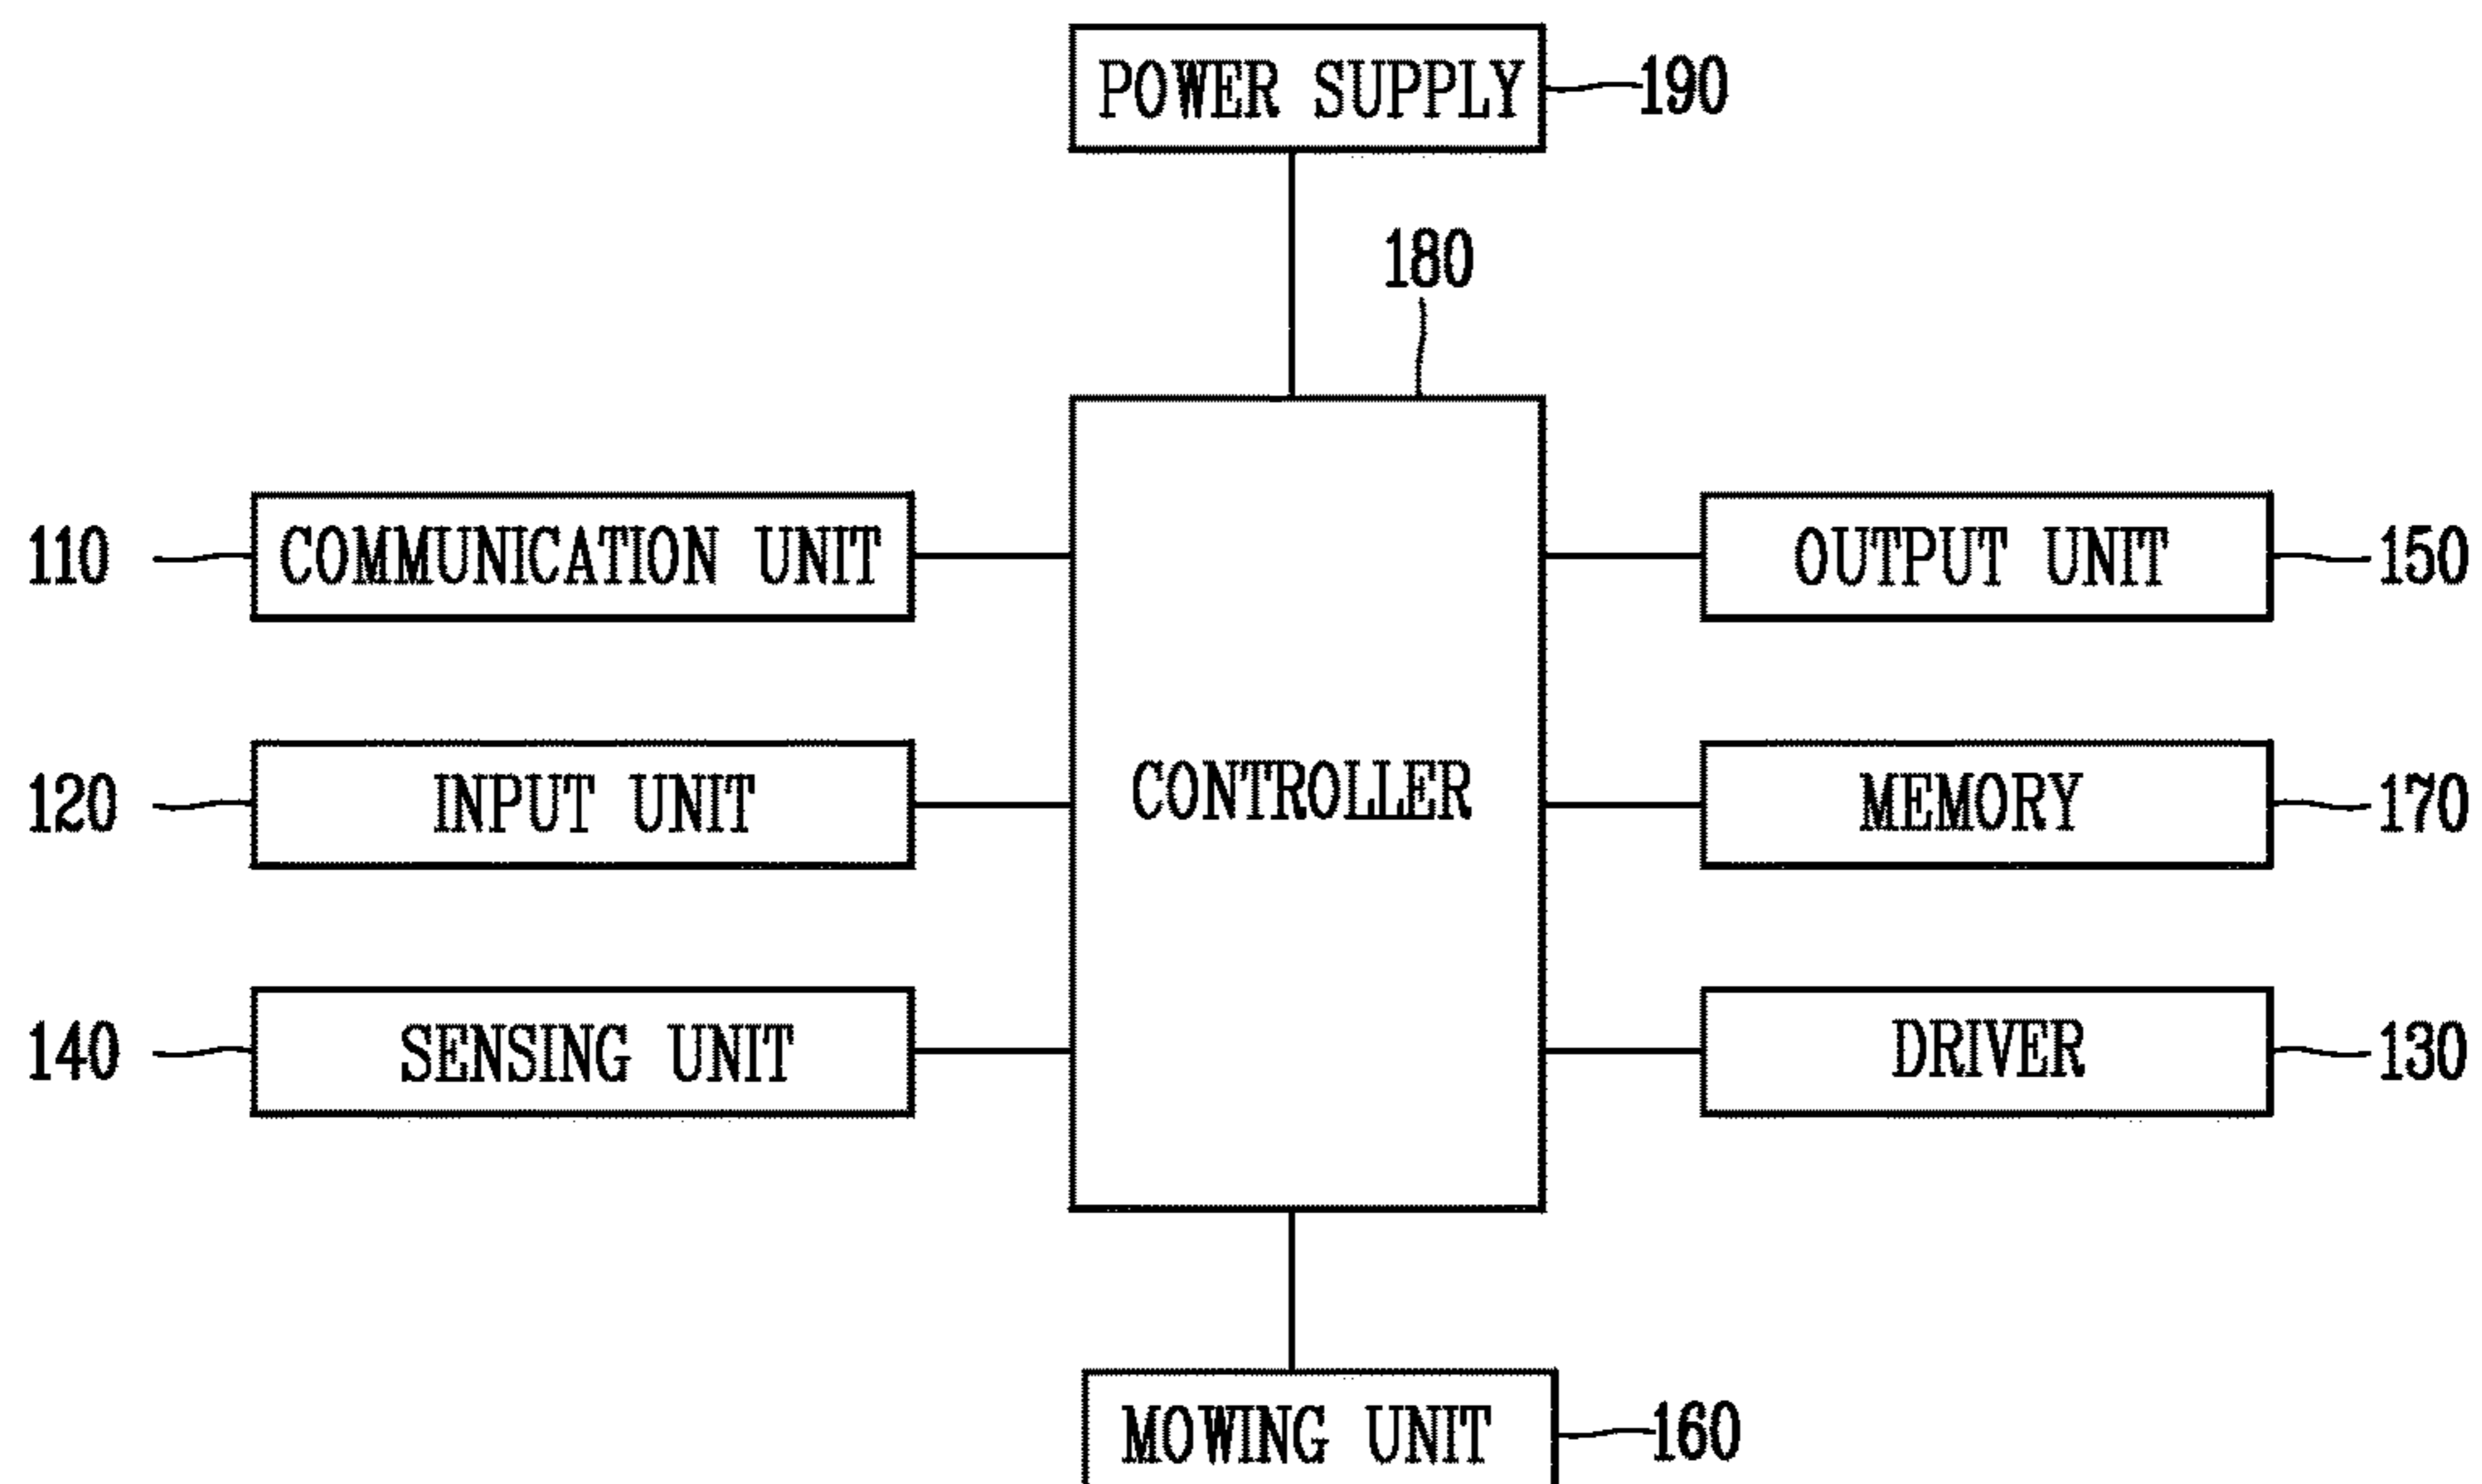 POWER SUPPLY 190
180
110 COMMUNICATION UNIT
OUTPUT UNIT 150
CONTROLLER
120 INPUT UNIT
MEMORY 170
140 SENSING UNIT
DRIVER 130
MOWING UNIT 160